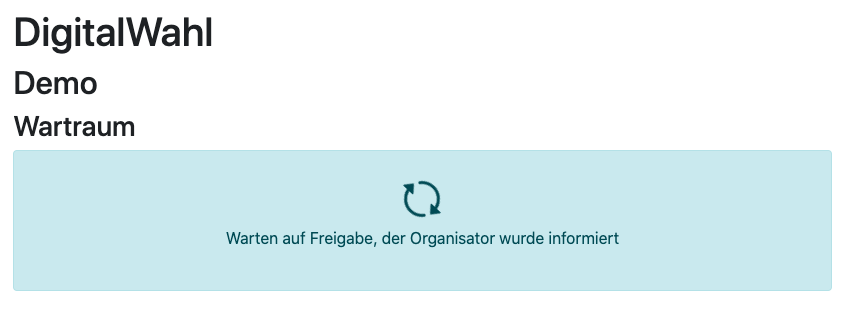 DigitalWahl
Demo
Wartraum
Warten auf Freigabe, der Organisator wurde informiert